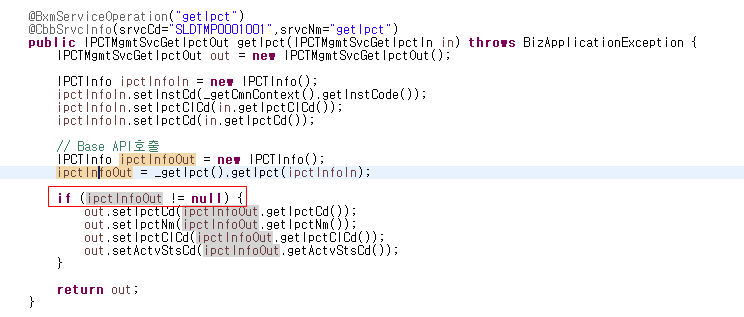 @BxmServiceOperation("getIpct")
@CbbSrvcInfo(srvcCd="SLDTMP0001001",srvcNm="getIpct")
public IPCTMgmtSvcGetIpctOut getIpct(IPCTMgmtSvcGetIpctIn in) throws BizApplicationException {
    IPCTMgmtSvcGetIpctOut out = new IPCTMgmtSvcGetIpctOut();

    IPCTInfo ipctInfoIn = new IPCTInfo();
    ipctInfoIn.setInstCd(_getCmnContext().getInstCode());
    ipctInfoIn.setIpctClCd(in.getIpctClCd());
    ipctInfoIn.setIpctCd(in.getIpctCd());

    // Base API호출
    IPCTInfo ipctInfoOut = new IPCTInfo();
    ipctInfoOut = _getIpct().getIpct(ipctInfoIn);

    if (ipctInfoOut != null) {
        out.setIpctCd(ipctInfoOut.getIpctCd());
        out.setIpctNm(ipctInfoOut.getIpctNm());
        out.setIpctClCd(ipctInfoOut.getIpctClCd());
        out.setActvStsCd(ipctInfoOut.getActvStsCd());
    }

    return out;
}